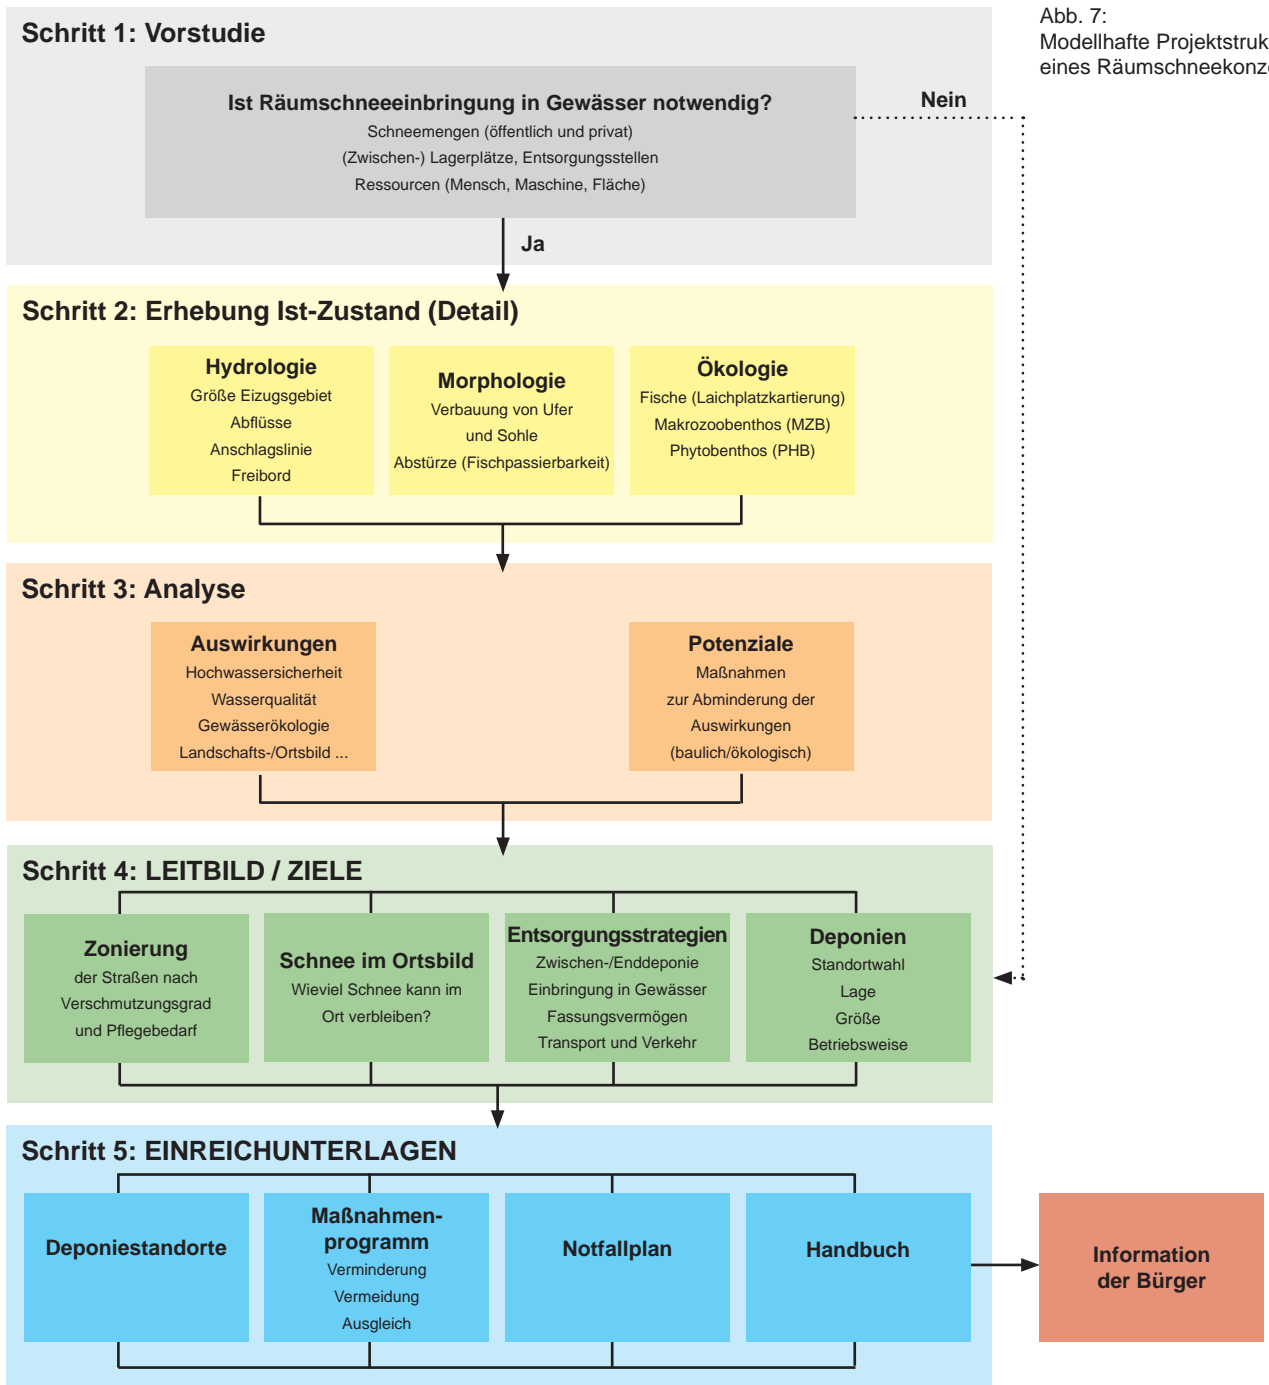 Abb. 7:
Modellhafte Projektstruk
eines Räumschneekonz
Schritt 1: Vorstudie
Ist Räumschneeeinbringung in Gewässer notwendig?
Schneemengen (öffentlich und privat)
(Zwischen-) Lagerplätze, Entsorgungsstellen
Ressourcen (Mensch, Maschine, Fläche)
Nein
Ja
Schritt 2: Erhebung Ist-Zustand (Detail)
Hydrologie
Größe Eizugsgebiet
Abflüsse
Anschlagslinie
Freibord
Morphologie
Verbauung von Ufer
und Sohle
Abstürze (Fischpassierbarkeit)
Ökologie
Fische (Laichplatzkartierung)
Makrozoobenthos (MZB)
Phytobenthos (PHB)
Schritt 3: Analyse
Auswirkungen
Hochwassersicherheit
Wasserqualität
Gewässerökologie
Landschafts-/Ortsbild ...
Potenziale
Maßnahmen
zur Abminderung der
Auswirkungen
(baulich/ökologisch)
Schritt 4: LEITBILD / ZIELE
Zonierung
der Straßen nach
Verschmutzungsgrad
und Pflegebedarf
Schnee im Ortsbild
Wieviel Schnee kann im
Ort verbleiben?
Entsorgungsstrategien
Zwischen-/Enddeponie
Einbringung in Gewässer
Fassungsvermögen
Transport und Verkehr
Deponien
Standortwahl
Lage
Größe
Betriebsweise
Schritt 5: EINREICHUNTERLAGEN
Deponiestandorte
Maßnahmen-
programm
Verminderung
Vermeidung
Ausgleich
Notfallplan
Handbuch
Information
der Bürger